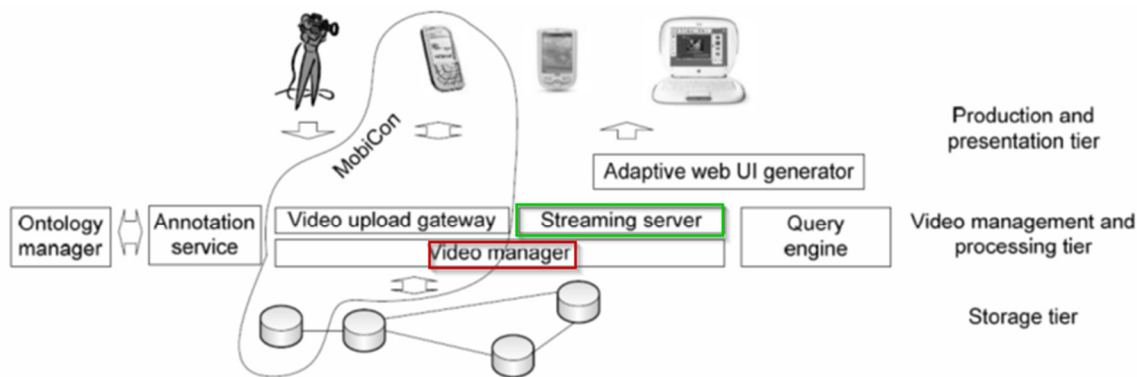 MobiCon
Production and
presentation tier
Adaptive web UI generator
Ontology
manager
Annotation
service
Video upload gateway
Streaming server
Video manager
Query
engine
Video management and
processing tier
Storage tier